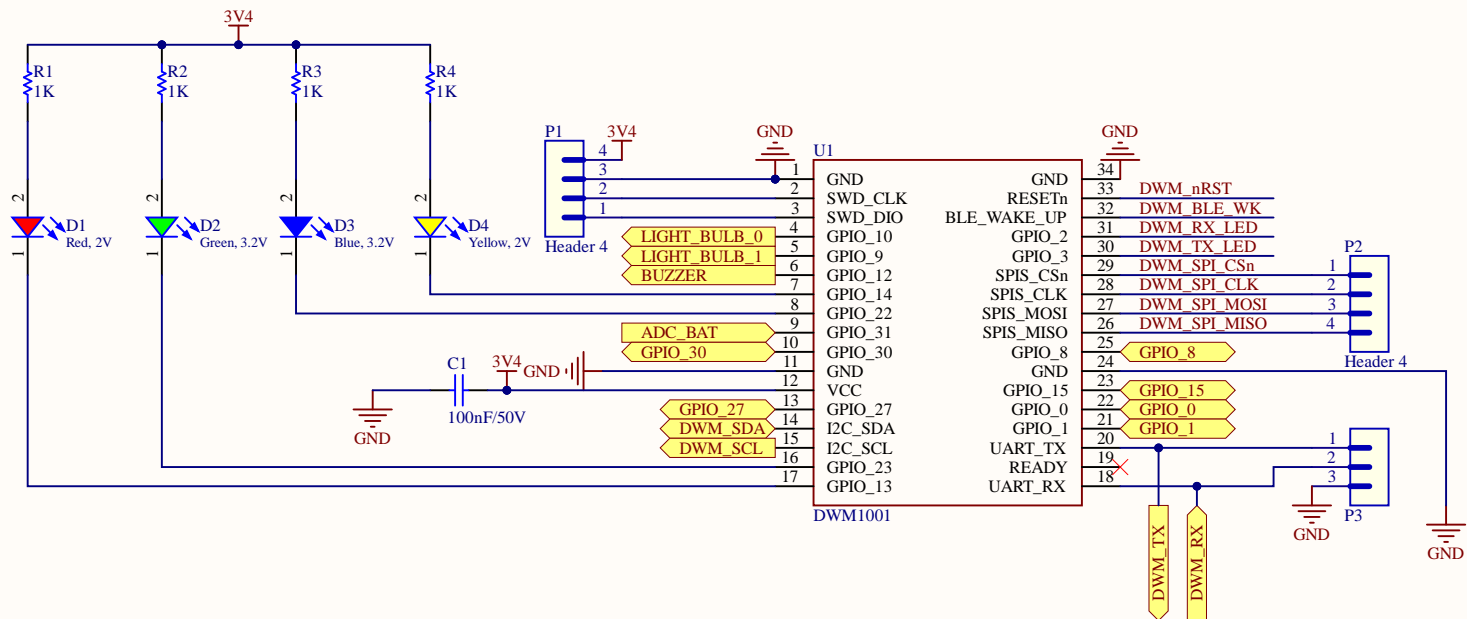 3V4
R1
1K
R2
1K
R3
1K
R4
1K
2
D1
Red, 2V
1
2
D2
Green, 3.2V
1
2
D3
Blue, 3.2V
1
2
D4
Yellow, 2V
1
P1
4
3
2
1
Header 4
3V4
GND
GND
U1
1 GND
2 SWD_CLK
3 SWD_DIO
LIGHT_BULB_0 4 GPIO_10
LIGHT_BULB_1 5 GPIO_9
BUZZER 6 GPIO_12
7 GPIO_14
8 GPIO_22
ADC_BAT 9 GPIO_31
GPIO_30 10 GPIO_30
GND 11 GND
12 VCC
GPIO_27 13 GPIO_27
DWM_SDA 14 I2C_SDA
DWM_SCL 15 I2C_SCL
16 GPIO_23
17 GPIO_13
C1
3V4
100nF/50V
GND
GND 34
RESETn 33 DWM_nRST
BLE_WAKE_UP 32 DWM_BLE_WK
GPIO_2 31 DWM_RX_LED
GPIO_3 30 DWM_TX_LED
SPIS_CSn 29 DWM_SPI_CSn
SPIS_CLK 28 DWM_SPI_CLK
SPIS_MOSI 27 DWM_SPI_MOSI
SPIS_MISO 26 DWM_SPI_MISO
GPIO_8 25 GPIO_8
GND 24
GPIO_15 23 GPIO_15
GPIO_0 22 GPIO_0
GPIO_1 21 GPIO_1
UART_TX 20
READY 19
UART_RX 18
DWM1001
P2
1
2
3
4
Header 4
1
2
3
P3
GND
GND
DWM_TX
DWM_RX